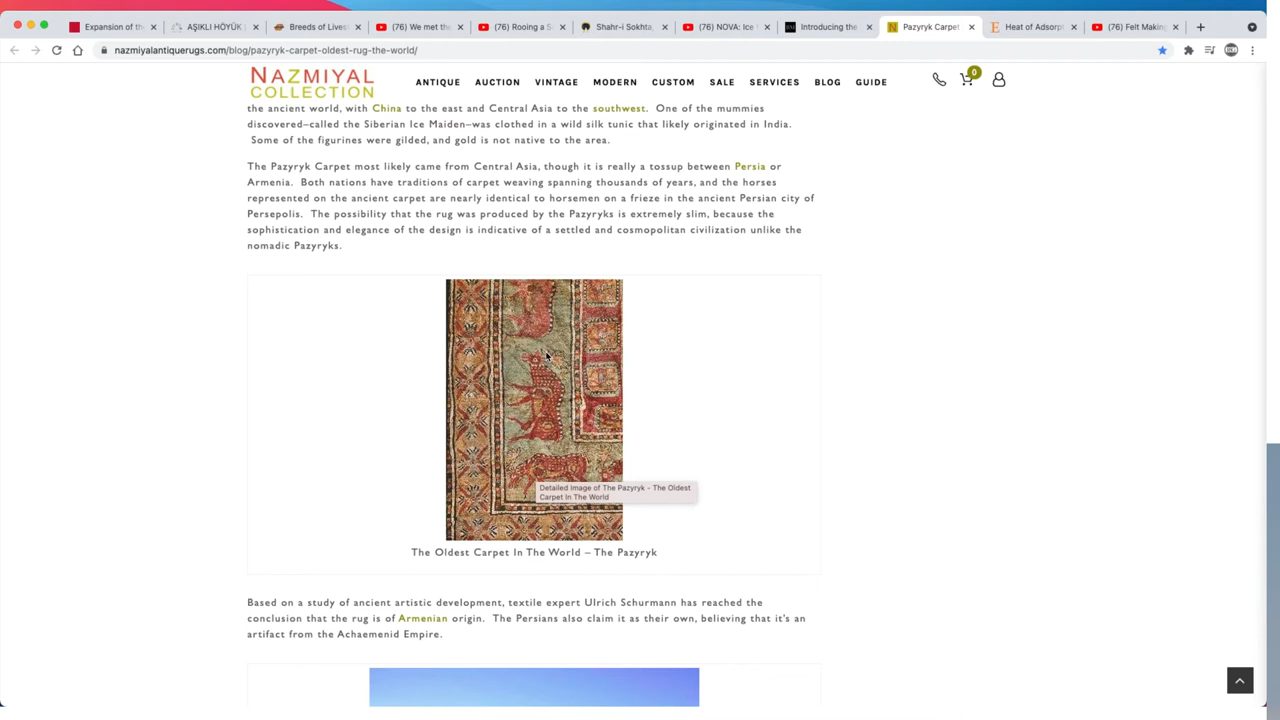 Expansion of th
AŞIKLI HÖYÜK
Breeds of Lives
(76) We met the
(76) Rooing a S
Shahr-i Sokhta
(76) NOVA: Ice
Introducing the
Pazyryk Carpet
Heat of Adsorp
(76) Felt Making
nazmiyalantiquerugs.com/blog/pazyryk-carpet-oldest-rug-the-world/
NAZMIYAL
COLLECTION
ANTIQUE AUCTION VINTAGE MODERN CUSTOM SALE SERVICES BLOG GUIDE
0
the ancient world, with China to the east and Central Asia to the southwest. One of the mummies
discovered–called the Siberian Ice Maiden–was clothed in a wild silk tunic that likely originated in India.
Some of the figurines were gilded, and gold is not native to the area.
The Pazyryk Carpet most likely came from Central Asia, though it is really a tossup between Persia or
Armenia. Both nations have traditions of carpet weaving spanning thousands of years, and the horses
represented on the ancient carpet are nearly identical to horsemen on a frieze in the ancient Persian city of
Persepolis. The possibility that the rug was produced by the Pazyryks is extremely slim, because the
sophistication and elegance of the design is indicative of a settled and cosmopolitan civilization unlike the
nomadic Pazyryks.
Detailed Image of The Pazyryk - The Oldest
Carpet In The World
The Oldest Carpet In The World – The Pazyryk
Based on a study of ancient artistic development, textile expert Ulrich Schurmann has reached the
conclusion that the rug is of Armenian origin. The Persians also claim it as their own, believing that it's an
artifact from the Achaemenid Empire.